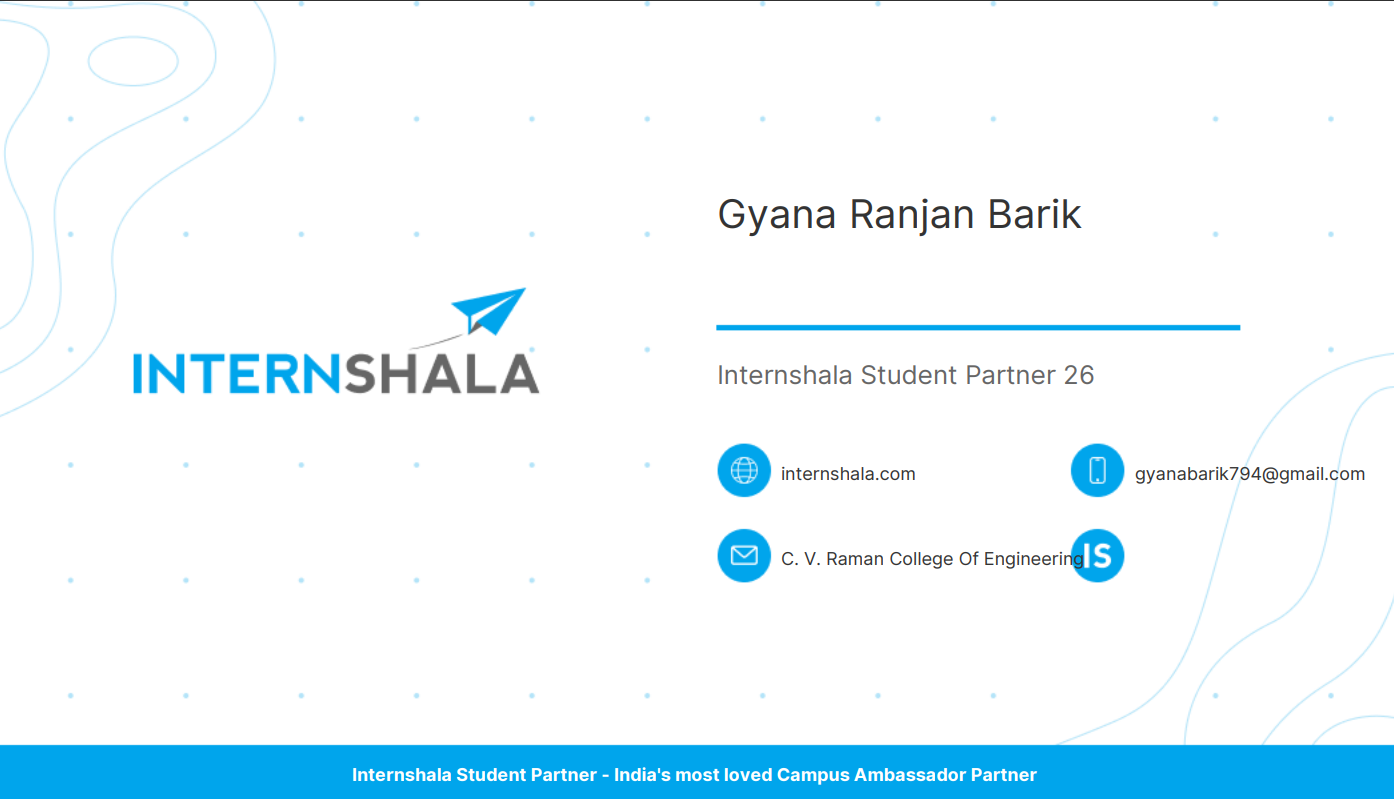 Gyana Ranjan Barik
INTERNSHALA
Internshala Student Partner 26
internshala.com
gyanabarik794@gmail.com
C. V. Raman College Of Engineering
IS
Internshala Student Partner - India's most loved Campus Ambassador Partner